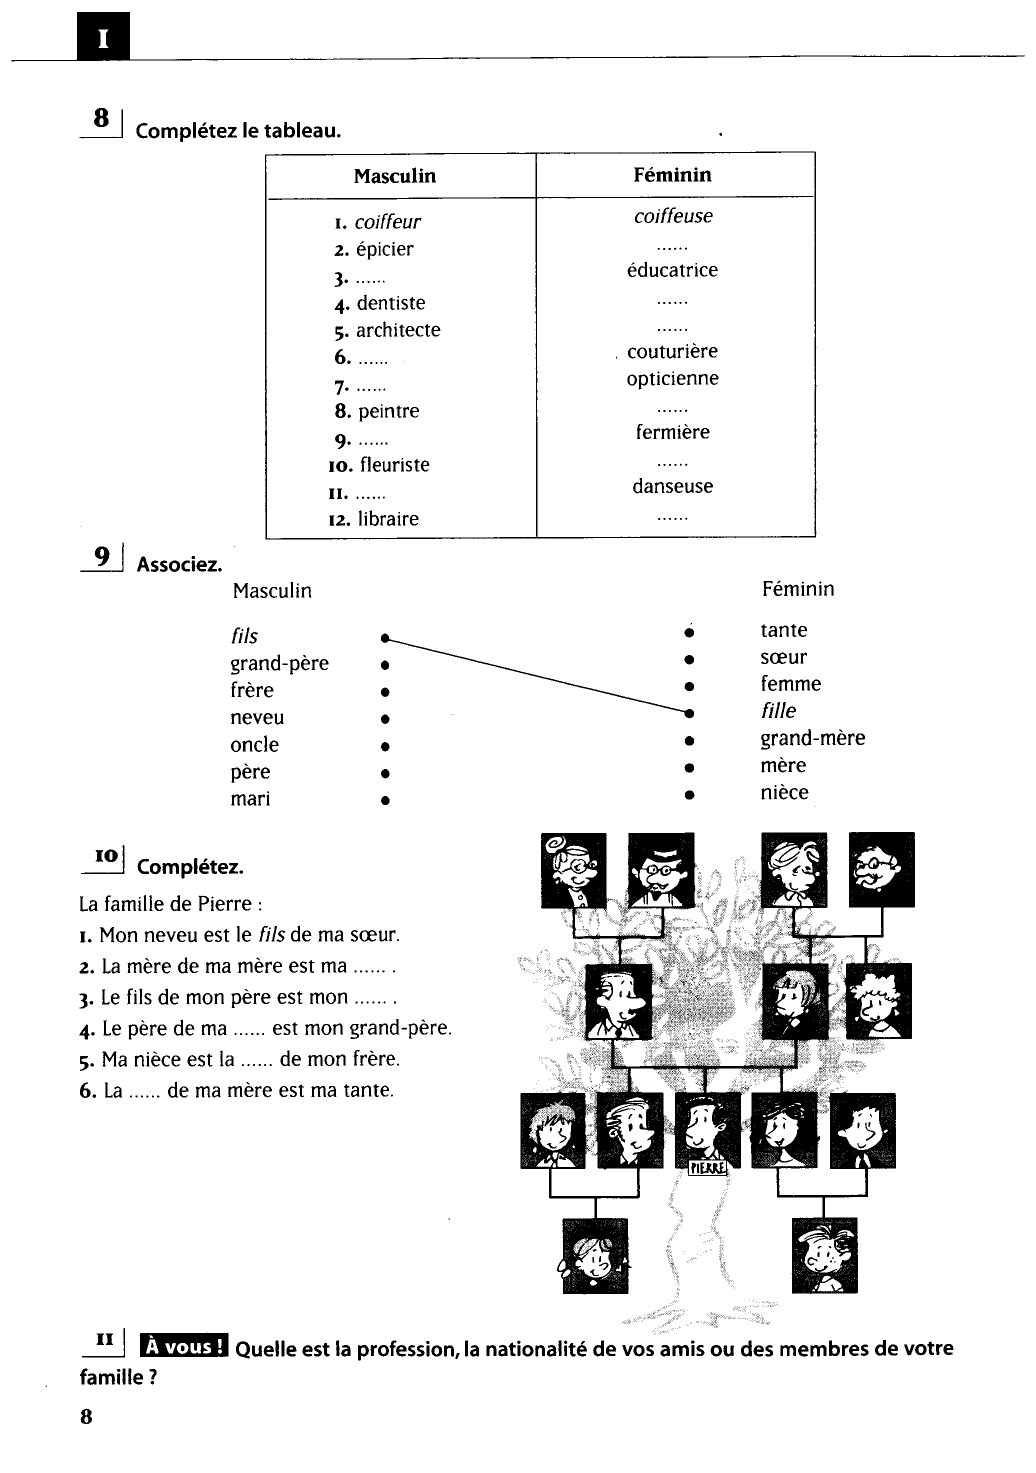 I
8 Complétez le tableau.
Masculin Féminin
1. coiffeur coiffeuse
2. épicier ......
3. ...... éducatrice
4. dentiste ......
5. architecte ......
6. ...... couturière
7. ...... opticienne
8. peintre ......
9. ...... fermière
10. fleuriste ......
11. ...... danseuse
12. libraire ......
9 Associez.
Masculin Féminin
fils tante
grand-père sœur
frère femme
neveu fille
oncle grand-mère
père mère
mari nièce
10 Complétez.
La famille de Pierre :
1. Mon neveu est le fils de ma sœur.
2. La mère de ma mère est ma ...... .
3. Le fils de mon père est mon ...... .
4. Le père de ma ...... est mon grand-père.
5. Ma nièce est la ...... de mon frère.
6. La ...... de ma mère est ma tante.
PIERRE
11 À vous ! Quelle est la profession, la nationalité de vos amis ou des membres de votre
famille ?
8